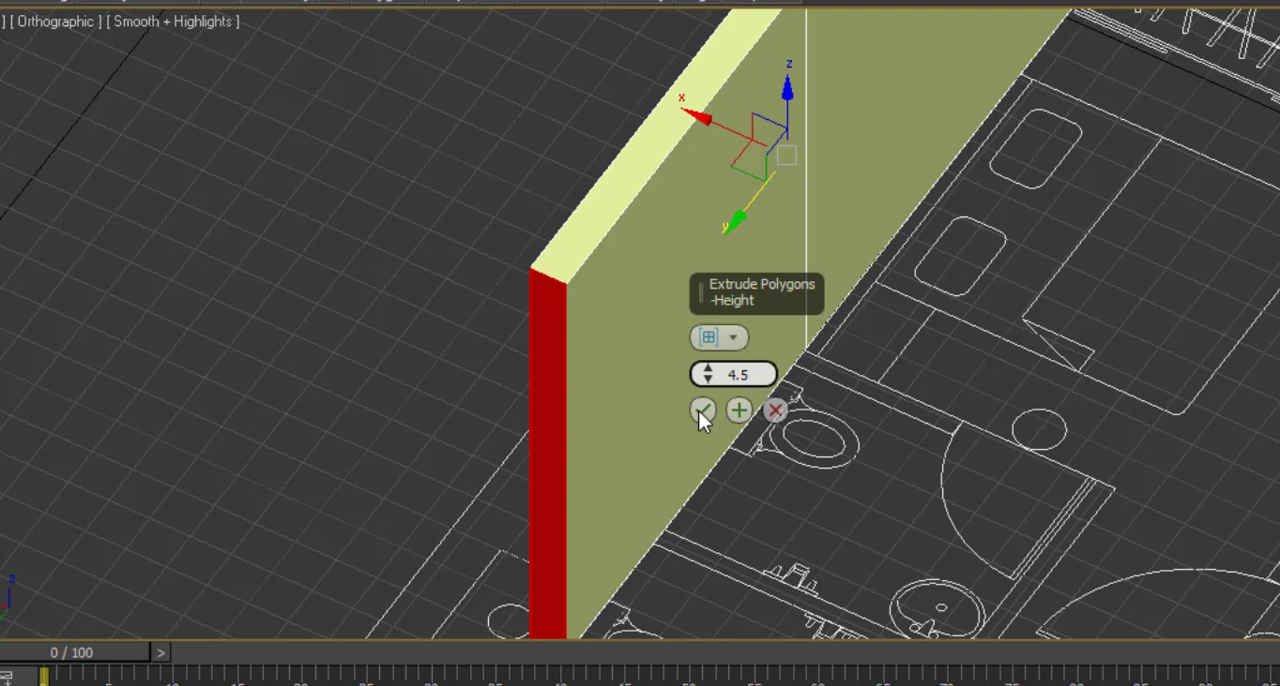 ] [ Orthographic ] [ Smooth + Highlights ]
z
x
y
Extrude Polygons
-Height
4.5
z
0 / 100 >